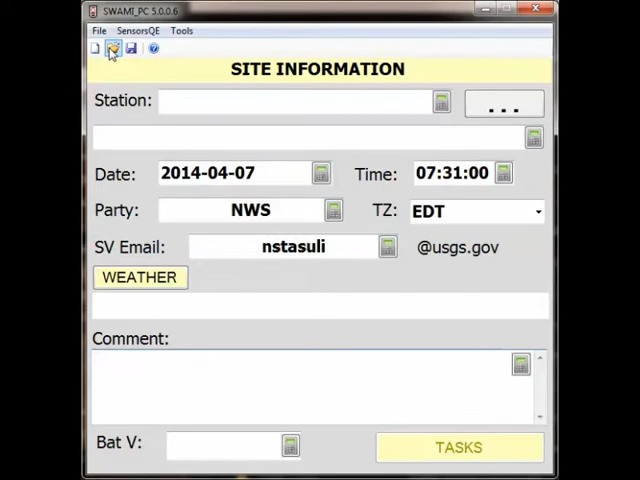 SWAMI_PC 5.0.0.6
File SensorsQE Tools
SITE INFORMATION
Station: ...
Date: 2014-04-07 Time: 07:31:00
Party: NWS TZ: EDT
SV Email: nstasuli @usgs.gov
WEATHER
Comment:
Bat V: TASKS